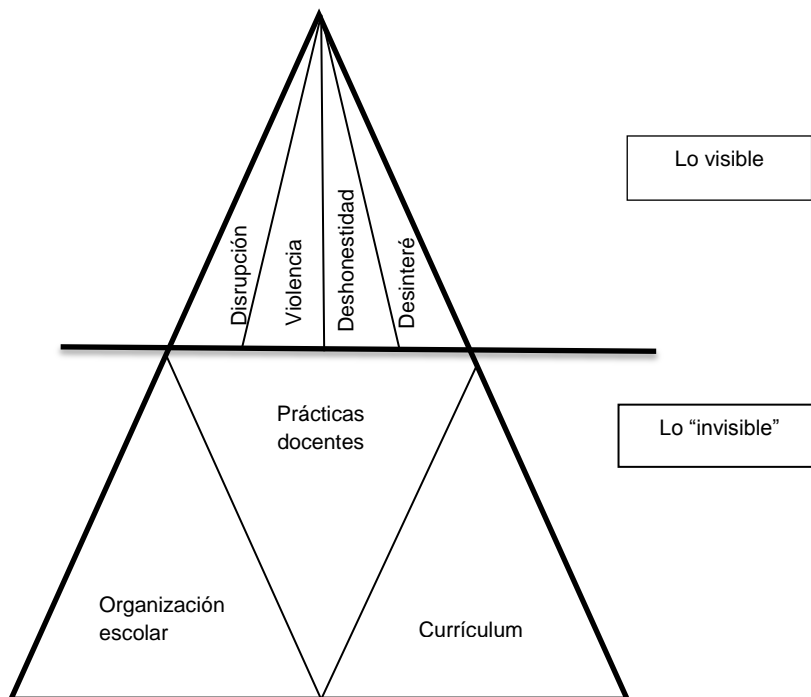 Lo visible
Disrupción
Violencia
Deshonestidad
Desinteré
Prácticas
docentes
Lo “invisible”
Organización
escolar
Currículum